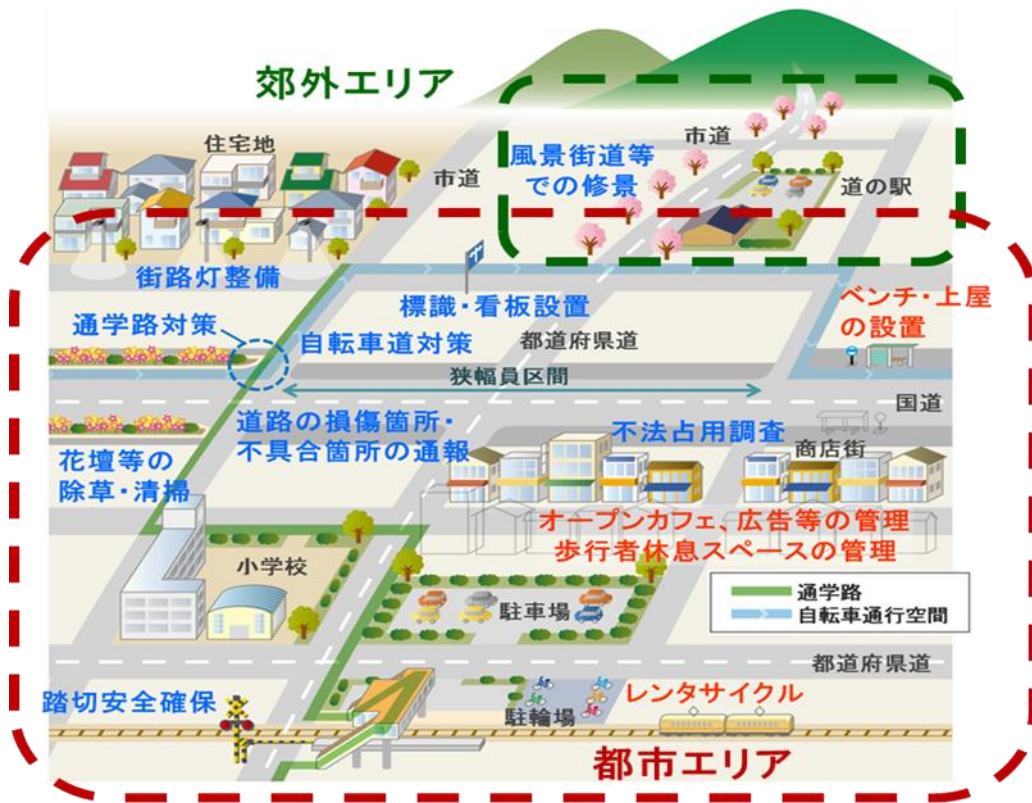 郊外エリア
住宅地
市道
市道
風景街道等
での修景
道の駅
街路灯整備
標識・看板設置
ベンチ・上屋
の設置
通学路対策
自転車道対策
都道府県道
狭幅員区間
国道
道路の損傷箇所・
不具合箇所の通報
不法占用調査
商店街
花壇等の
除草・清掃
オープンカフェ、広告等の管理
歩行者休息スペースの管理
小学校
駐車場
通学路
自転車通行空間
都道府県道
踏切安全確保
駐輪場
レンタサイクル
都市エリア